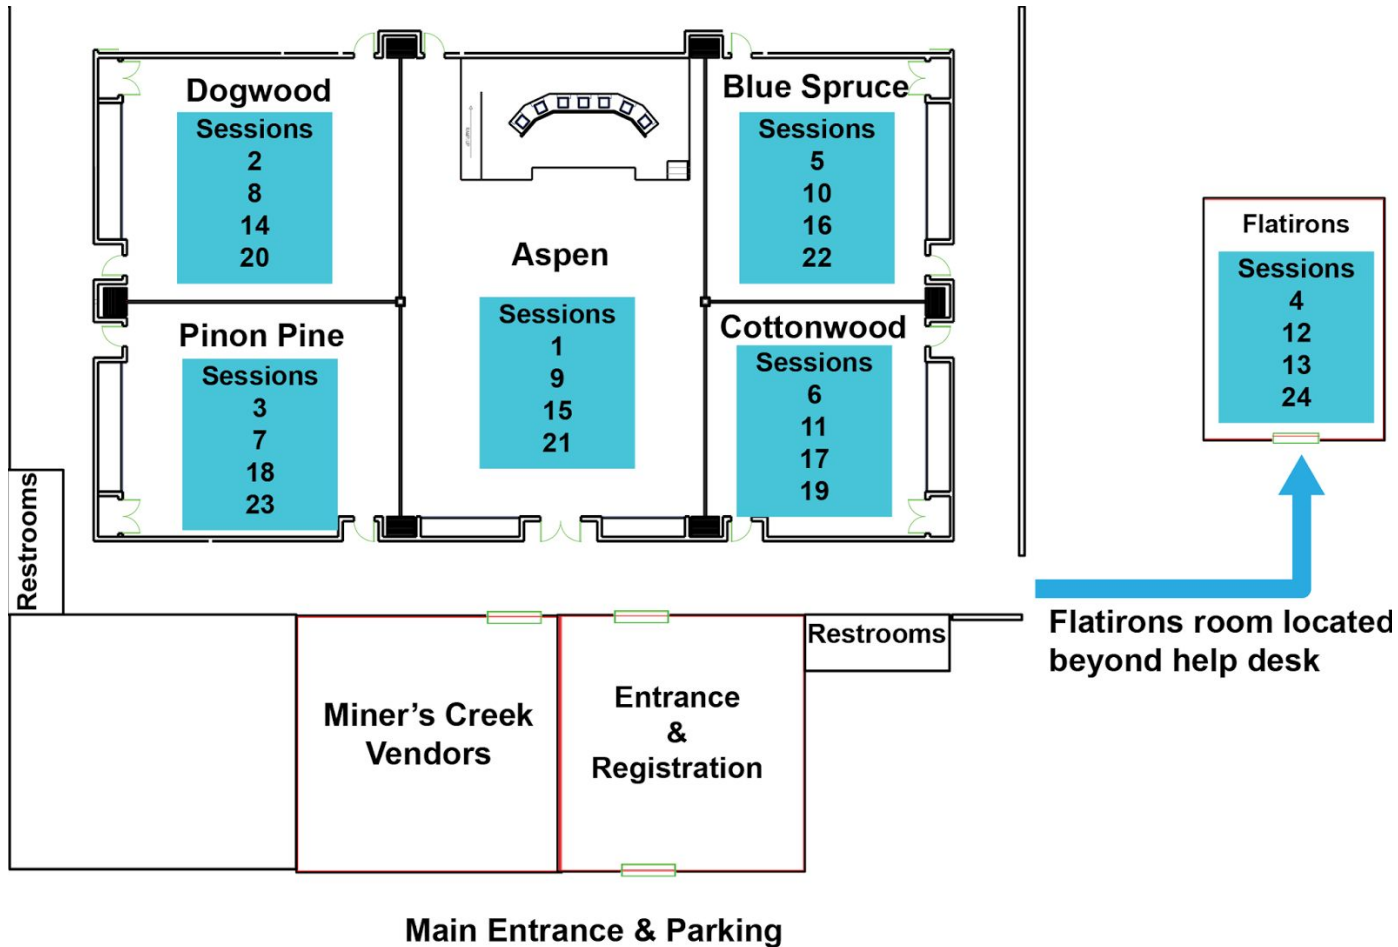 Dogwood
Sessions
2
8
14
20
Aspen
Sessions
1
9
15
21
Blue Spruce
Sessions
5
10
16
22
Flatirons
Sessions
4
12
13
24
Pinon Pine
Sessions
3
7
18
23
Cottonwood
Sessions
6
11
17
19
Restrooms
Restrooms
Flatirons room located
beyond help desk
Miner’s Creek
Vendors
Entrance
&
Registration
Main Entrance & Parking